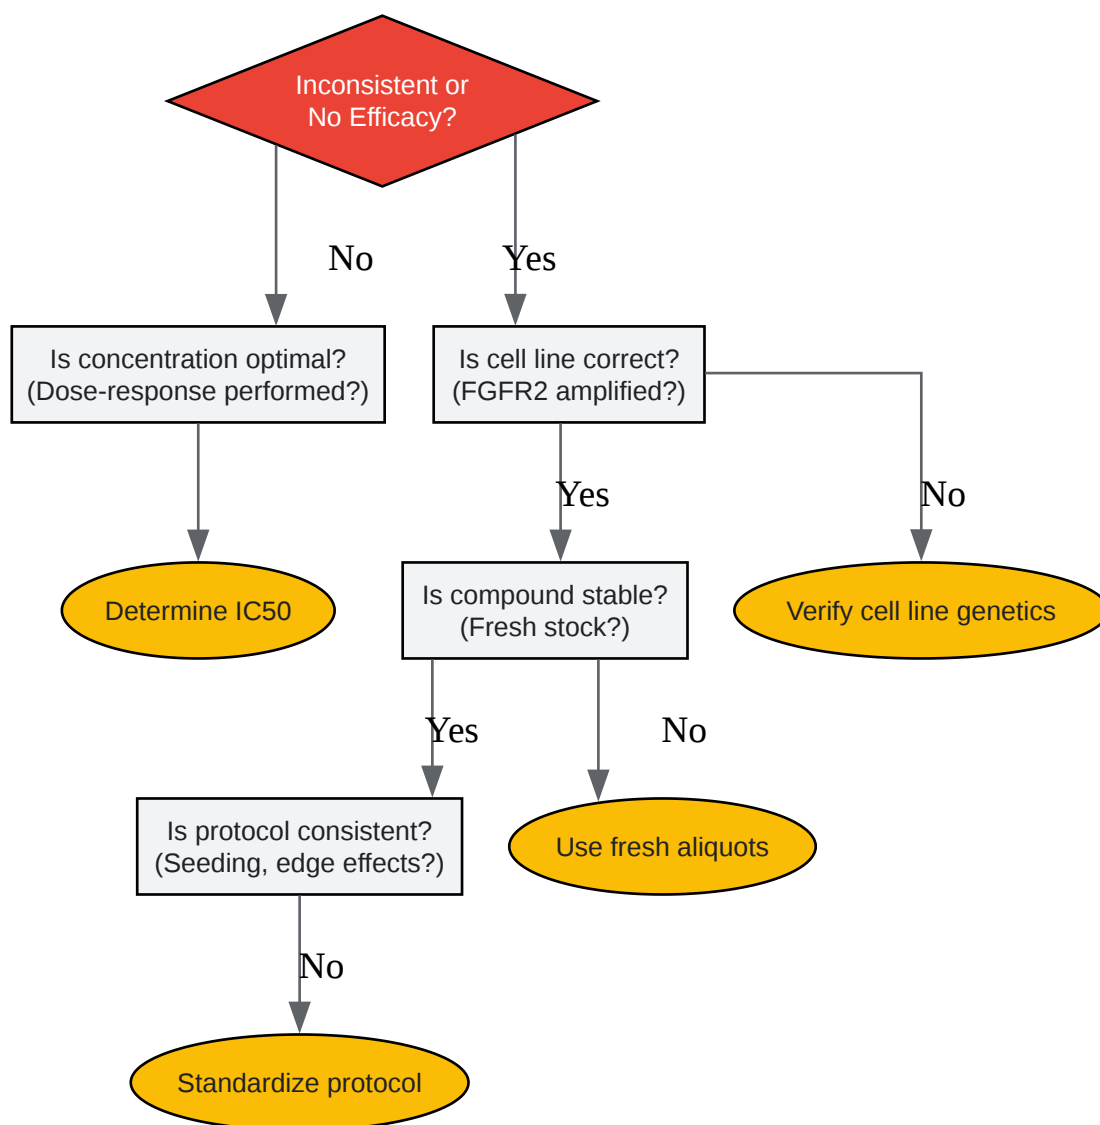 Inconsistent or
No Efficacy?
No
Yes
Is concentration optimal?
(Dose-response performed?)
Is cell line correct?
(FGFR2 amplified?)
Yes
No
Determine IC50
Is compound stable?
(Fresh stock?)
Verify cell line genetics
Yes
No
Is protocol consistent?
(Seeding, edge effects?)
Use fresh aliquots
No
Standardize protocol